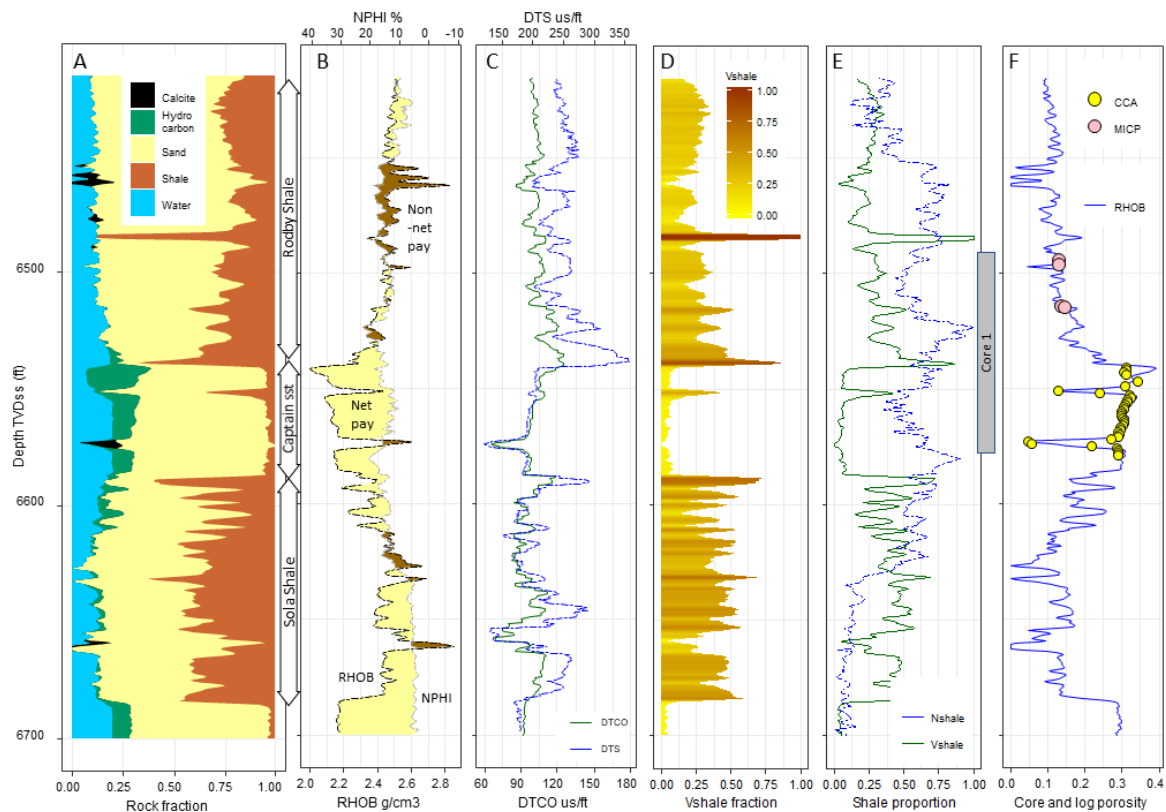 NPHI %
DTS us/ft
40 30 20 10 0 -10
120 200 250 300 350
A
B
C
D
E
F
Calcite
Hydro
carbon
Sand
Shale
Water
Rodby Shale
Captain sst
Sola Shale
Non
-net
pay
Net
pay
RHOB
NPHI
DTCO
DTS
Vshale
1.00
0.75
0.50
0.25
0.00
Nshale
Vshale
Core 1
CCA
MICP
RHOB
Depth TVDs s (ft)
6500
6600
6700
0.00 0.25 0.50 0.75 1.00
2.0 2.2 2.4 2.6 2.8
60 90 120 150 180
0.00 0.25 0.50 0.75 1.00
0.00 0.25 0.50 0.75 1.00
0.0 0.1 0.2 0.3 0.4
Rock fraction
RHOB g/cm3
DTCO us/ft
Vshale fraction
Shale proportion
Core and log porosity